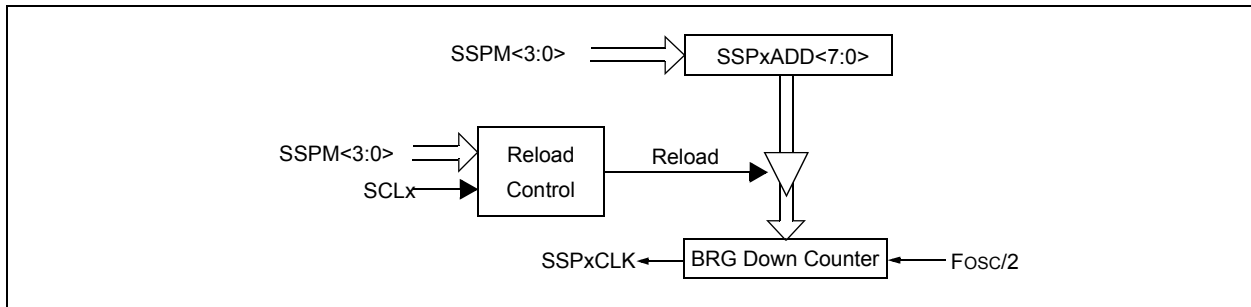 SSPM<3:0>
SSPxADD<7:0>
SSPM<3:0>
Reload
Control
Reload
SCLx
SSPxCLK
BRG Down Counter
FOSC/2